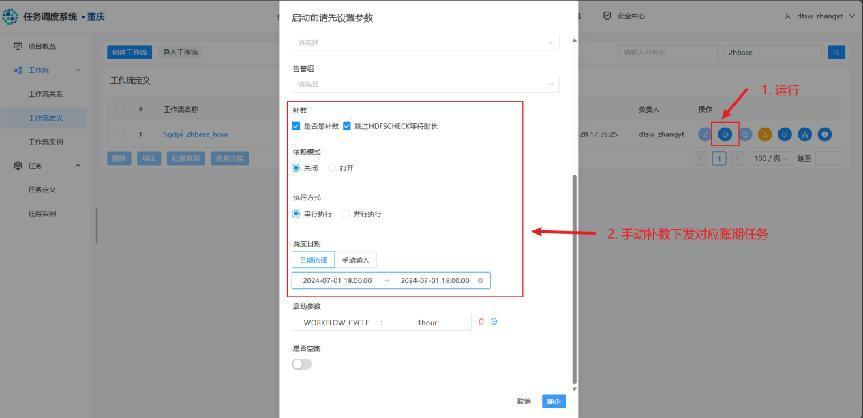 任务调度系统 - 重庆
启动前请先设置参数
安全中心
dtsw_zhangyt
项目概览
工作流
工作流关系
工作流定义
工作流实例
任务
任务定义
任务实例
创建工作流
导入工作流
请输入关键词
zhbase
工作流定义
# 工作流名称 负责人 操作
1 5gdpi_zhbase_hour -28 17:39:25 dtsw_zhangyt
删除 导出 批量复制 批量交接
1 100 / 页 跳至
请选择
告警组
请选择
补数
是否是补数 跳过HDFSCHECK等待时长
依赖模式
关闭 打开
执行方式
串行执行 并行执行
调度日期
日期选择 手动输入
2024-07-01 18:00:00 → 2024-07-01 18:00:00
启动参数
WORKFLOW_CYCLE : 1hour
是否空跑
取消 确定
1. 运行
2. 手动补数下发对应账期任务